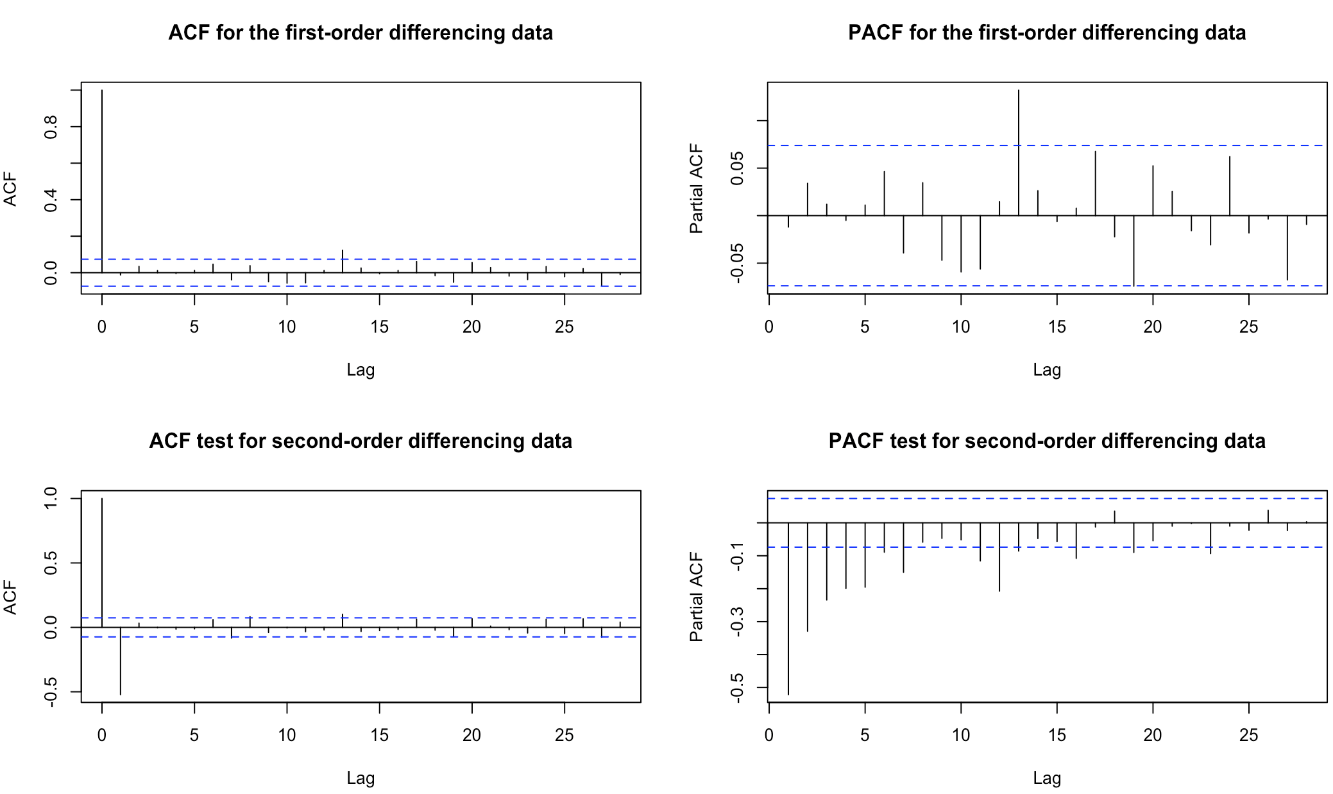 ACF for the first-order differencing data
ACF
0.0 0.4 0.8
0 5 10 15 20 25
Lag
PACF for the first-order differencing data
Partial ACF
-0.05 0.05
0 5 10 15 20 25
Lag
ACF test for second-order differencing data
ACF
-0.5 0.0 0.5 1.0
0 5 10 15 20 25
Lag
PACF test for second-order differencing data
Partial ACF
-0.5 -0.3 -0.1
0 5 10 15 20 25
Lag